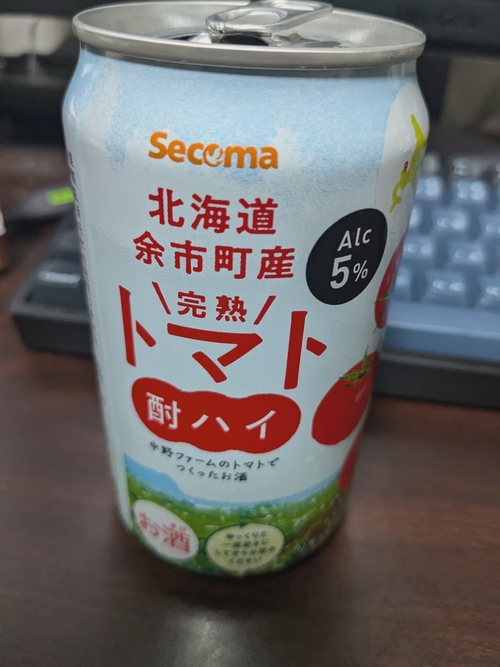 Secoma
北海道
余市町産
Alc
5%
完熟
トマト
酎ハイ
中野ファームのトマトで
つくったお酒
お酒